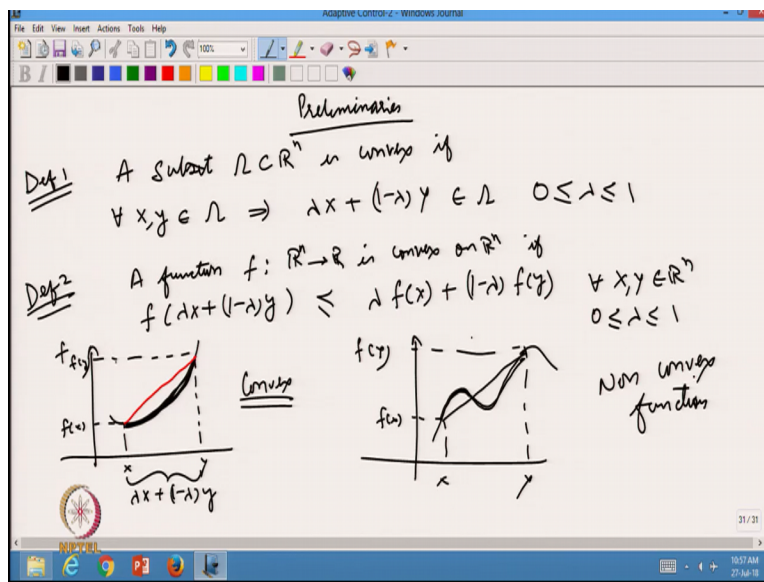 Adaptive Control-2 - Windows Journal
File Edit View Insert Actions Tools Help
100%
B I
Preliminaries
Def 1 A Subset Ω ⊂ ℝⁿ is convex if
∀ x, y ∈ Ω ⇒ λx + (1-λ) y ∈ Ω 0 ≤ λ ≤ 1
Def 2 A function f: ℝⁿ → ℝ is convex on ℝⁿ if
f(λx + (1-λ)y) ≤ λ f(x) + (1-λ) f(y) ∀ x, y ∈ ℝⁿ
0 ≤ λ ≤ 1
f
f(y)
f(x)
x y
λx + (1-λ)y
Convex
f(y)
f(x)
x y
Non convex
function
31 / 31
NPTEL
10:57 AM
27-Jul-18